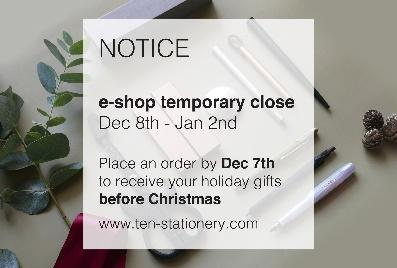 NOTICE
e-shop temporary close
Dec 8th - Jan 2nd
Place an order by Dec 7th
to receive your holiday gifts
before Christmas
www.ten-stationery.com